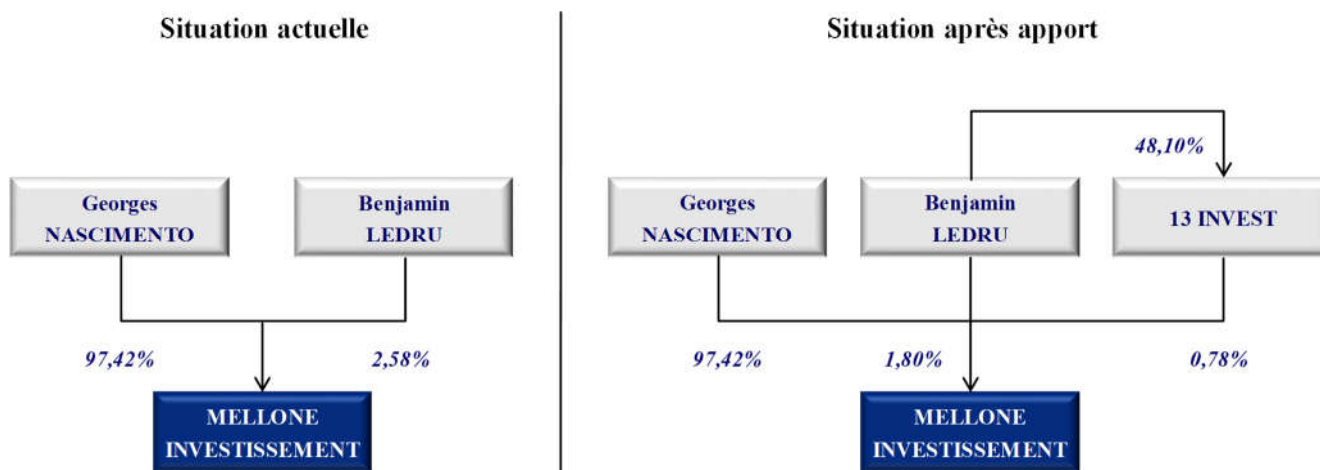 Situation actuelle
Georges
NASCIMENTO
Benjamin
LEDRU
97,42%
2,58%
MELLONE
INVESTISSEMENT
Situation après apport
48,10%
Georges
NASCIMENTO
Benjamin
LEDRU
13 INVEST
97,42%
1,80%
0,78%
MELLONE
INVESTISSEMENT